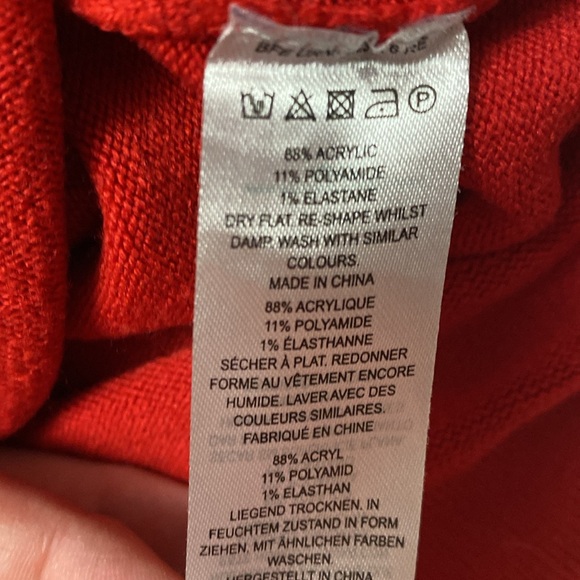 P
88% ACRYLIC
11% POLYAMIDE
1% ELASTANE
DRY FLAT. RE-SHAPE WHILST
DAMP. WASH WITH SIMILAR
COLOURS.
MADE IN CHINA
88% ACRYLIQUE
11% POLYAMIDE
1% ÉLASTHANNE
SÉCHER À PLAT. REDONNER
FORME AU VÊTEMENT ENCORE
HUMIDE. LAVER AVEC DES
COULEURS SIMILAIRES.
FABRIQUÉ EN CHINE
88% ACRYL
11% POLYAMID
1% ELASTHAN
LIEGEND TROCKNEN. IN
FEUCHTEM ZUSTAND IN FORM
ZIEHEN. MIT ÄHNLICHEN FARBEN
WASCHEN.
HERGESTELLT IN CHINA